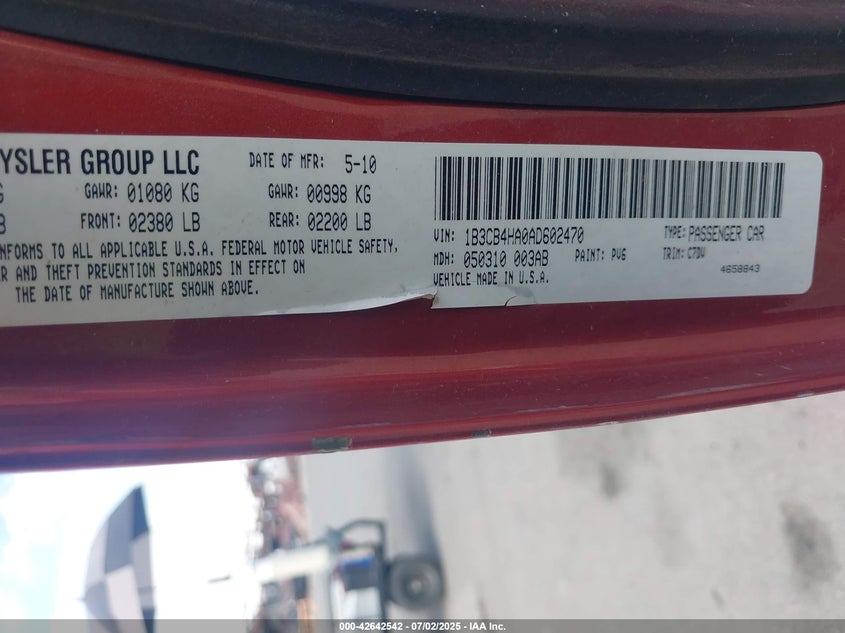 YSLER GROUP LLC DATE OF MFR: 5-10
G GAWR: 01080 KG GAWR: 00998 KG
B FRONT: 02380 LB REAR: 02200 LB
NFORMS TO ALL APPLICABLE U.S.A. FEDERAL MOTOR VEHICLE SAFETY,
ER AND THEFT PREVENTION STANDARDS IN EFFECT ON
THE DATE OF MANUFACTURE SHOWN ABOVE.
VIN: 1B3CB4HA0AD602470 TYPE: PASSENGER CAR
MDH: 050310 003AB PAINT: PV6 TRIM: C7DV
VEHICLE MADE IN U.S.A. 4658843
000-42642542 - 07/02/2025 - IAA Inc.